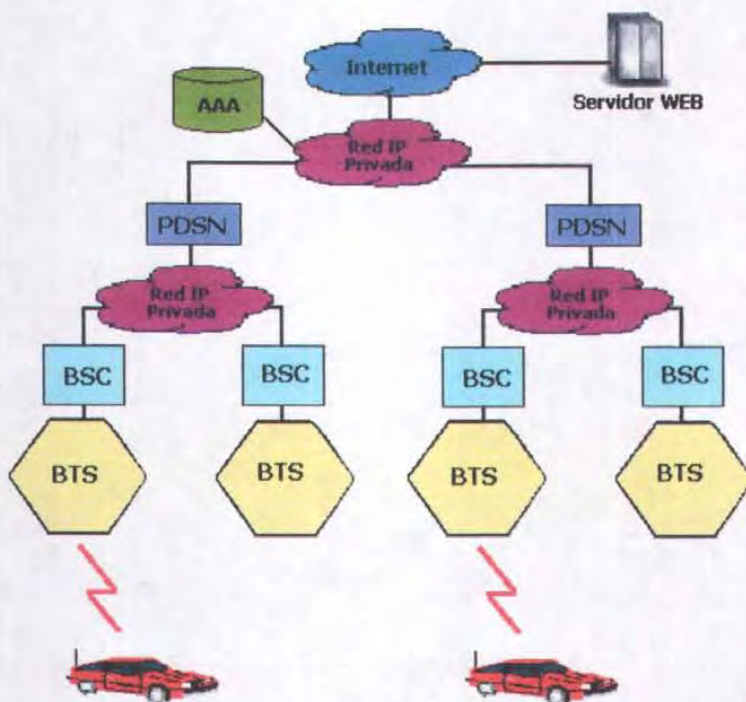 Internet
Servidor WEB
AAA
Red IP
Privada
PDSN
PDSN
Red IP
Privada
Red IP
Privada
BSC
BSC
BSC
BSC
BTS
BTS
BTS
BTS